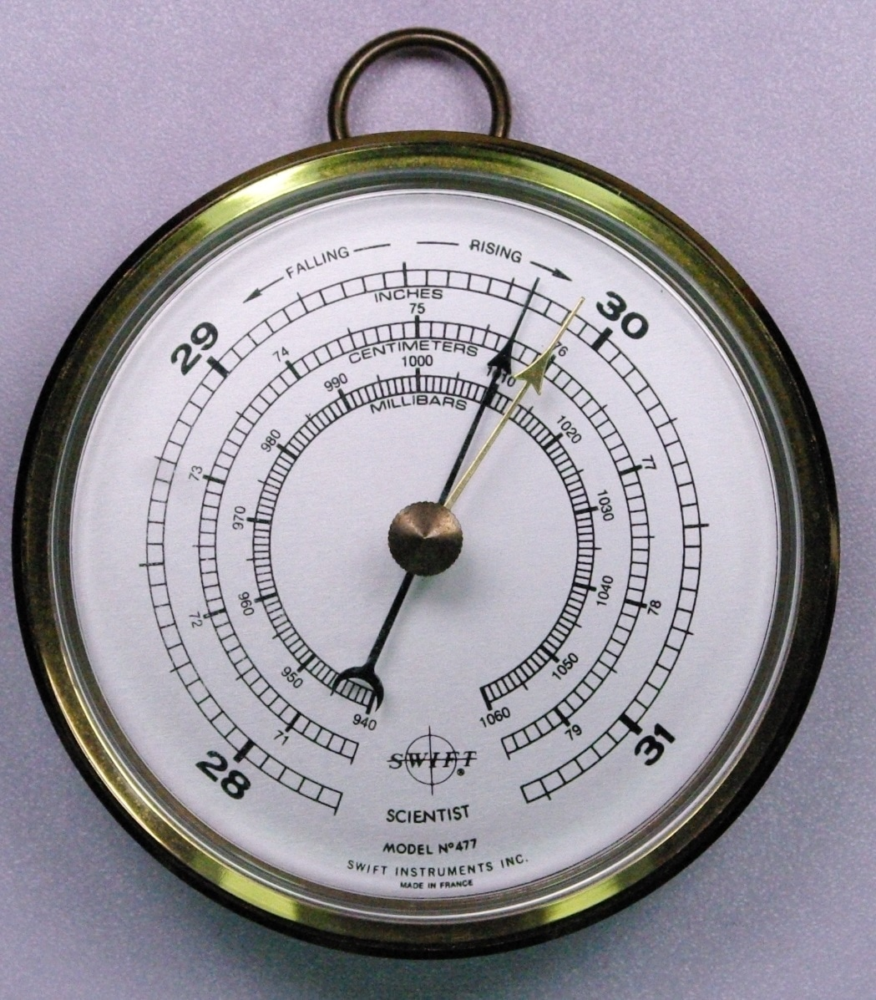 FALLING
RISING
INCHES
28
29
30
31
CENTIMETERS
71
72
73
74
75
76
77
78
79
MILLIBARS
940
950
960
970
980
990
1000
1010
1020
1030
1040
1050
1060
SWIFT®
SCIENTIST
MODEL Nº 477
SWIFT INSTRUMENTS INC.
MADE IN FRANCE